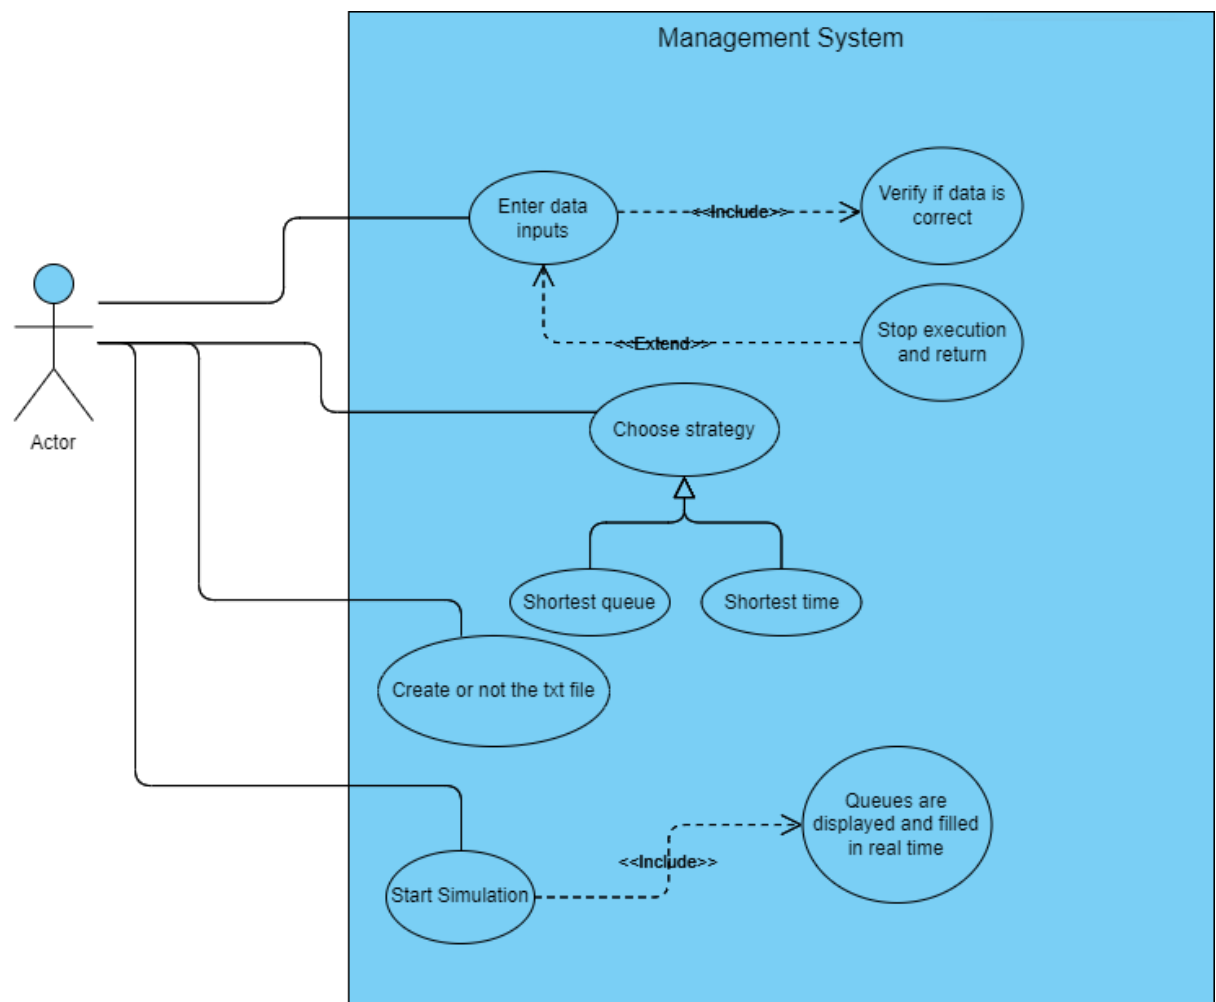 Management System
Enter data
inputs
<<Include>>
Verify if data is
correct
<<Extend>>
Stop execution
and return
Actor
Choose strategy
Shortest queue
Shortest time
Create or not the txt file
Queues are
displayed and filled
in real time
<<Include>>
Start Simulation